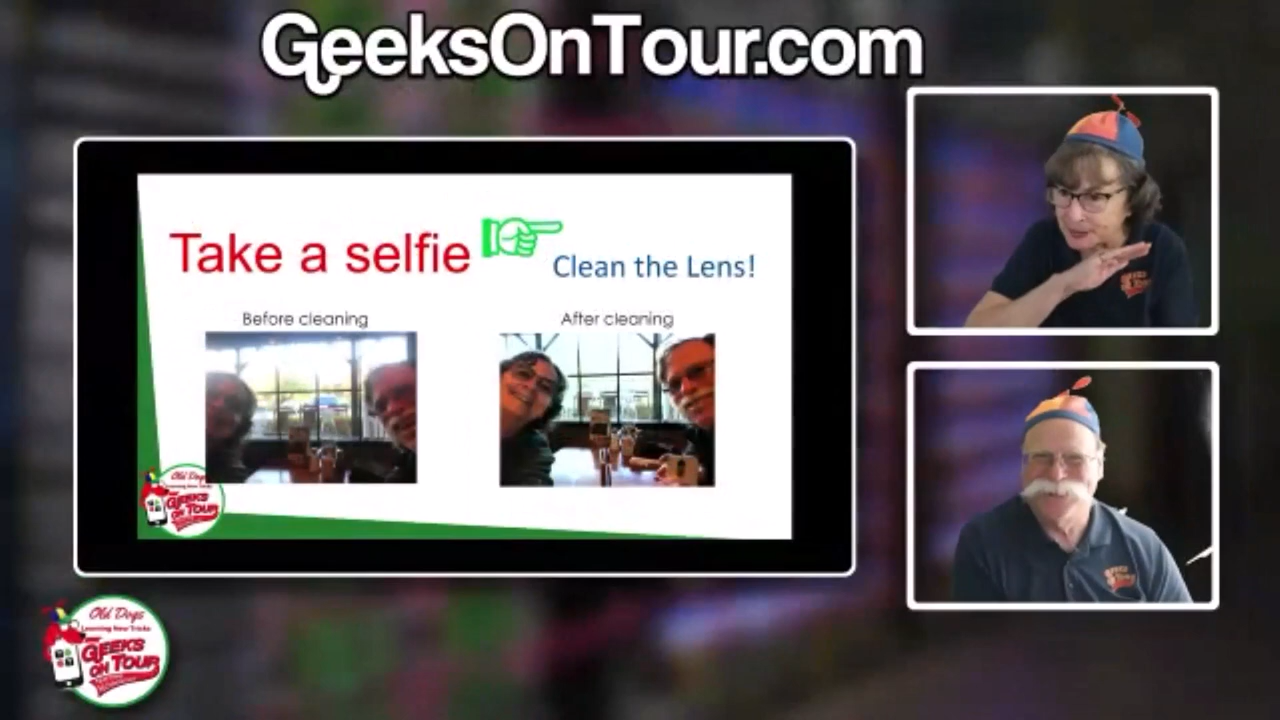 GeeksOnTour.com
Take a selfie
Clean the Lens!
Before cleaning
After cleaning
Old Dogs
GEEKS
ON TOUR
Old Dogs
Learning New Tricks
GEEKS
ON TOUR